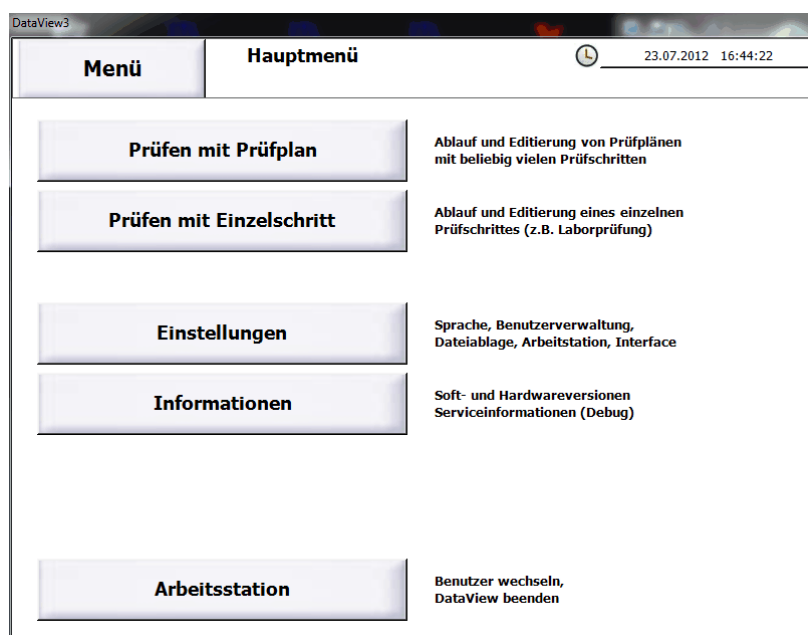 DataView3
Menü
Hauptmenü
23.07.2012 16:44:22
Prüfen mit Prüfplan
Ablauf und Editierung von Prüfplänen
mit beliebig vielen Prüfschritten
Prüfen mit Einzelschritt
Ablauf und Editierung eines einzelnen
Prüfschrittes (z.B. Laborprüfung)
Einstellungen
Sprache, Benutzerverwaltung,
Dateiablage, Arbeitstation, Interface
Informationen
Soft- und Hardwareversionen
Serviceinformationen (Debug)
Arbeitsstation
Benutzer wechseln,
DataView beenden